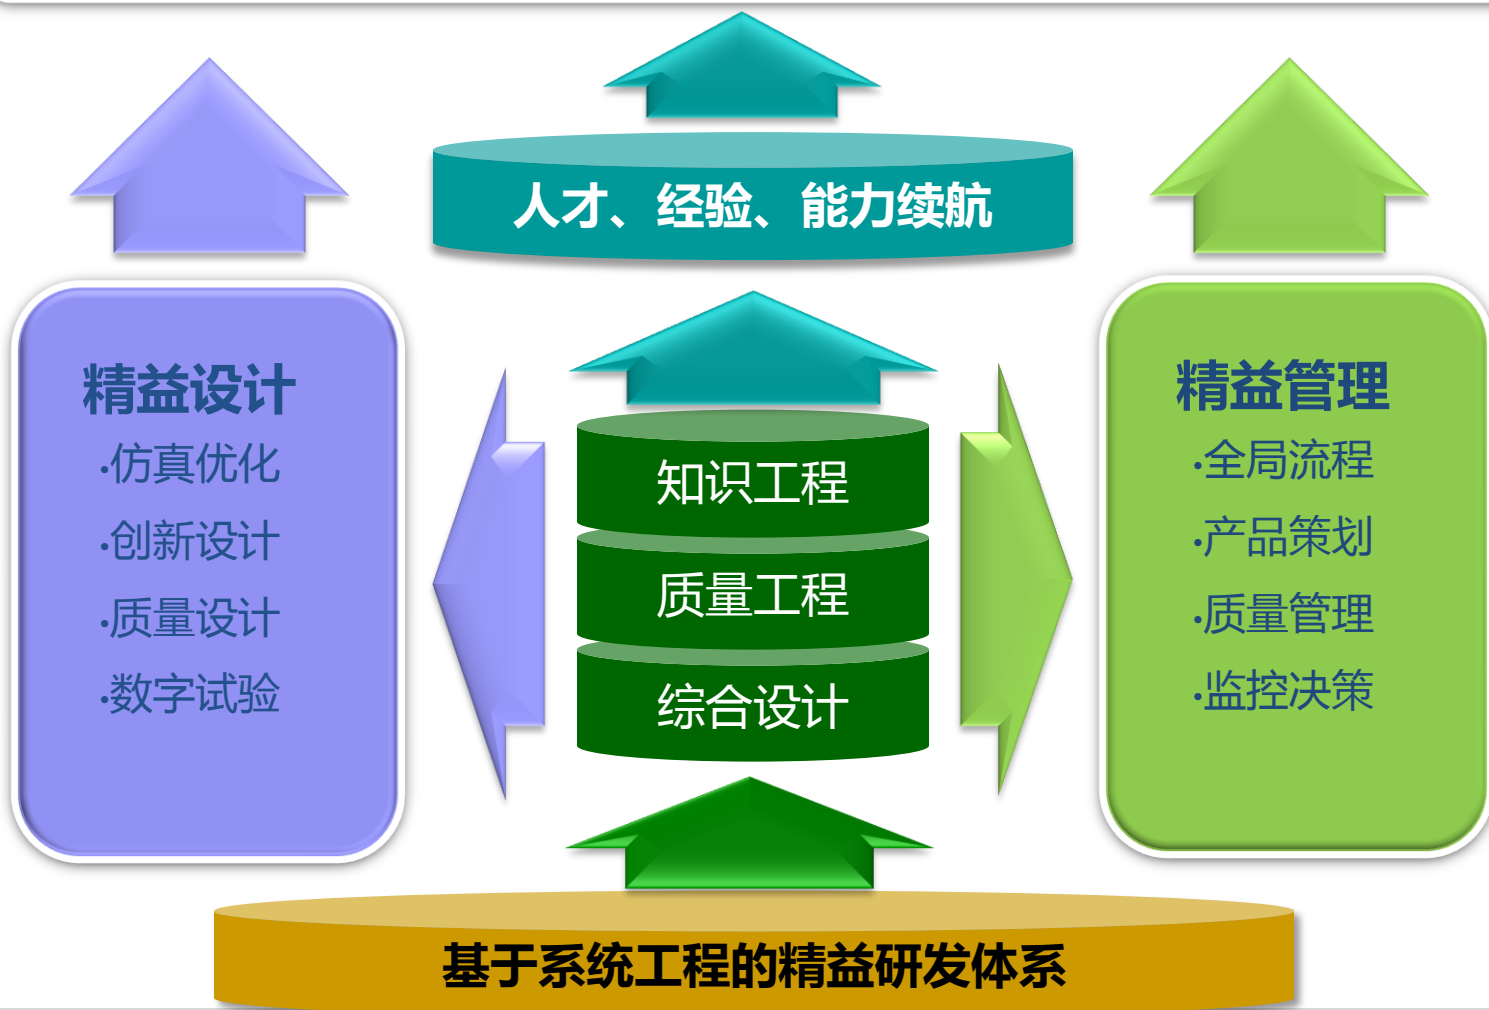 人才、经验、能力续航
精益设计
·仿真优化
·创新设计
·质量设计
·数字试验
知识工程
质量工程
综合设计
精益管理
·全局流程
·产品策划
·质量管理
·监控决策
基于系统工程的精益研发体系